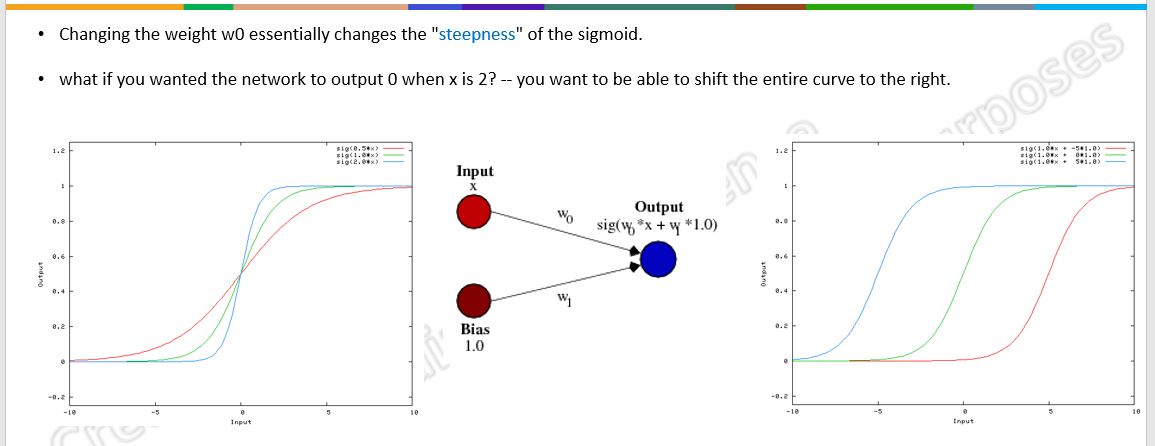 • Changing the weight w0 essentially changes the "steepness" of the sigmoid.
• what if you wanted the network to output 0 when x is 2? -- you want to be able to shift the entire curve to the right.
rposes
1.2
1
0.8
0.6
0.4
0.2
0
-0.2
-10
-5
0
5
10
Output
Input
sig(0.5*x)
sig(1.0*x)
sig(2.0*x)
Input
x
w0
Output
sig(w0*x + w1*1.0)
w1
Bias
1.0
1.2
1
0.8
0.6
0.4
0.2
0
-0.2
-10
-5
0
5
10
Output
Input
sig(1.0*x + -5*1.0)
sig(1.0*x + 0*1.0)
sig(1.0*x + 5*1.0)